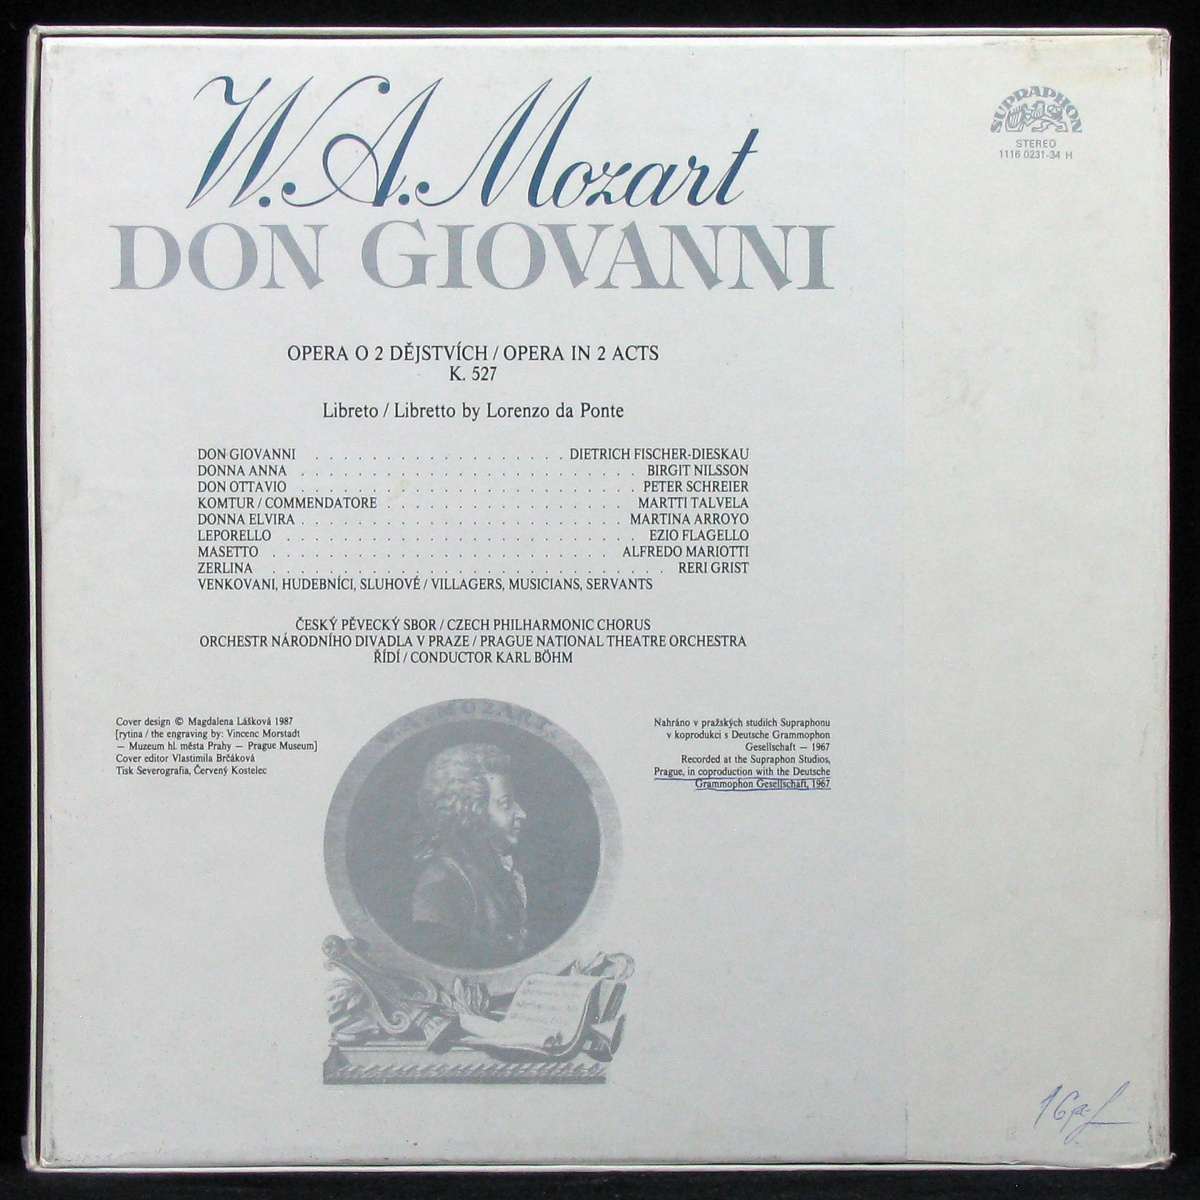 W. A. Mozart
DON GIOVANNI
SUPRAPHON
STEREO
1116 0231-34 H
OPERA O 2 DĚJSTVÍCH / OPERA IN 2 ACTS
K. 527
Libreto / Libretto by Lorenzo da Ponte
DON GIOVANNI . . . . . . . . . . . . . . . . . . DIETRICH FISCHER-DIESKAU
DONNA ANNA . . . . . . . . . . . . . . . . . . . . . . . . BIRGIT NILSSON
DON OTTAVIO . . . . . . . . . . . . . . . . . . . . . . . . PETER SCHREIER
KOMTUR / COMMENDATORE . . . . . . . . . . . . . . . . . MARTTI TALVELA
DONNA ELVIRA . . . . . . . . . . . . . . . . . . . . . . . MARTINA ARROYO
LEPORELLO . . . . . . . . . . . . . . . . . . . . . . . . . . EZIO FLAGELLO
MASETTO . . . . . . . . . . . . . . . . . . . . . . . . . ALFREDO MARIOTTI
ZERLINA . . . . . . . . . . . . . . . . . . . . . . . . . . . . RERI GRIST
VENKOVANI, HUDEBNÍCI, SLUHOVÉ / VILLAGERS, MUSICIANS, SERVANTS
ČESKÝ PĚVECKÝ SBOR / CZECH PHILHARMONIC CHORUS
ORCHESTR NÁRODNÍHO DIVADLA V PRAZE / PRAGUE NATIONAL THEATRE ORCHESTRA
ŘÍDÍ / CONDUCTOR KARL BÖHM
Cover design © Magdalena Lášková 1987
[rytina / the engraving by: Vincenc Morstadt
— Muzeum hl. města Prahy — Prague Museum]
Cover editor Vlastimila Brčáková
Tisk Severografia, Červený Kostelec
Nahráno v pražských studiích Supraphonu
v koprodukci s Deutsche Grammophon
Gesellschaft — 1967
Recorded at the Supraphon Studios,
Prague, in coproduction with the Deutsche
Grammophon Gesellschaft, 1967
W. A. MOZART.